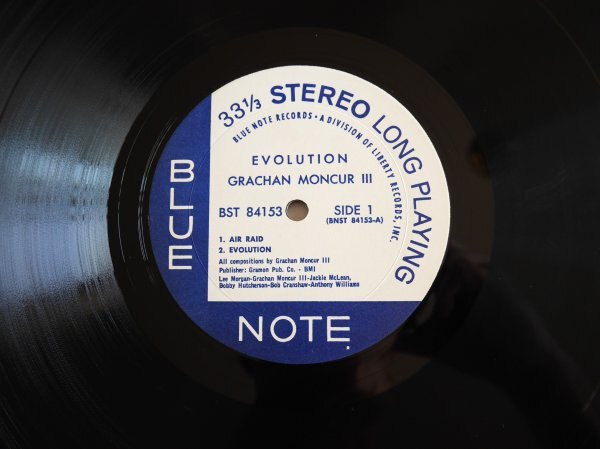 33 1/3 STEREO LONG PLAYING
BLUE NOTE RECORDS • A DIVISION OF LIBERTY RECORDS, INC.
EVOLUTION
GRACHAN MONCUR III
BST 84153 SIDE 1
(BNST 84153-A)
1. AIR RAID
2. EVOLUTION
All compositions by Grachan Moncur III
Publisher: Gramon Pub. Co. - BMI
Lee Morgan-Grachan Moncur III-Jackie McLean,
Bobby Hutcherson-Bob Cranshaw-Anthony Williams
BLUE
NOTE